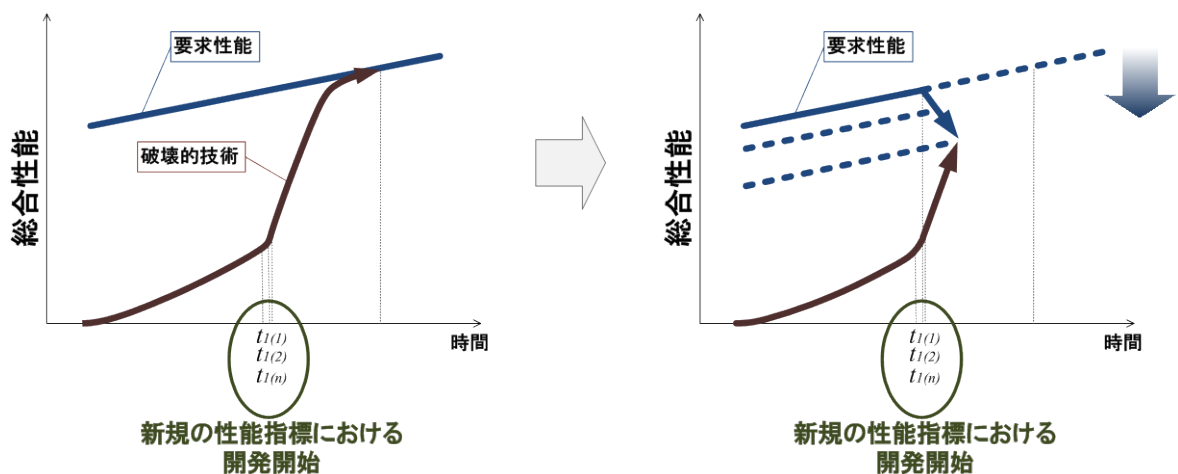 要求性能
破壊的技術
総合性能
時間
t1(1)
t1(2)
t1(n)
新規の性能指標における
開発開始
要求性能
総合性能
時間
t1(1)
t1(2)
t1(n)
新規の性能指標における
開発開始